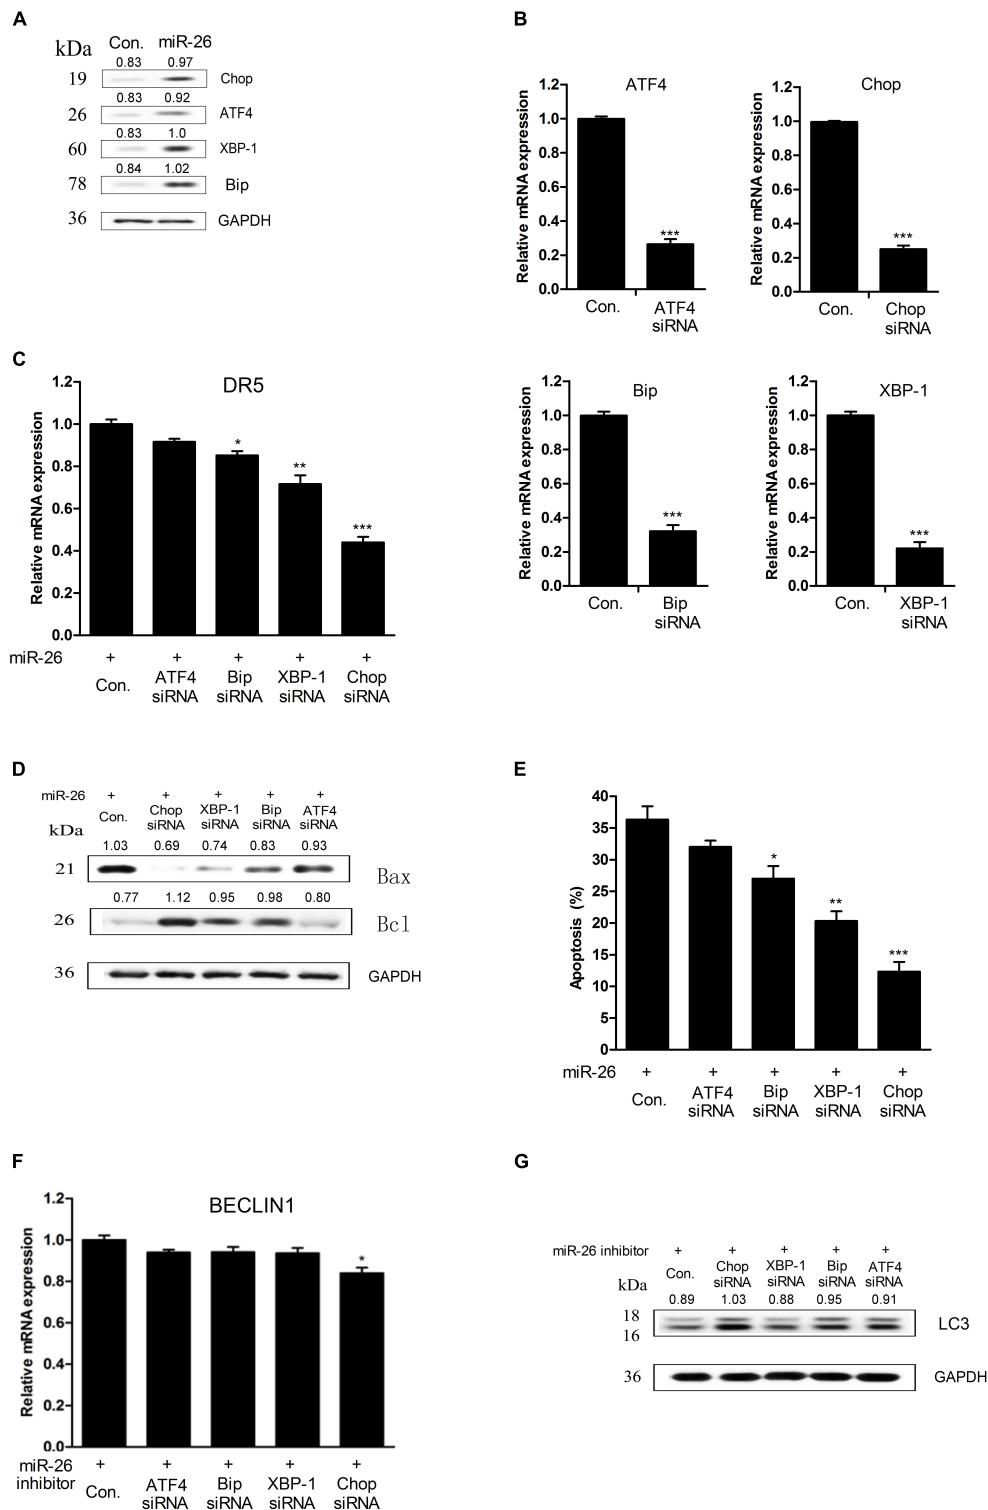 A
kDa Con. miR-26
0.83 0.97
19 Chop
0.83 0.92
26 ATF4
0.83 1.0
60 XBP-1
0.84 1.02
78 Bip
36 GAPDH
B
ATF4
Relative mRNA expression
1.2
1.0
0.8
0.6
0.4
0.2
0.0
***
Con. ATF4
siRNA
Chop
Relative mRNA expression
1.2
1.0
0.8
0.6
0.4
0.2
0.0
***
Con. Chop
siRNA
Bip
Relative mRNA expression
1.2
1.0
0.8
0.6
0.4
0.2
0.0
***
Con. Bip
siRNA
XBP-1
Relative mRNA expression
1.2
1.0
0.8
0.6
0.4
0.2
0.0
***
Con. XBP-1
siRNA
C
DR5
Relative mRNA expression
1.2
1.0
0.8
0.6
0.4
0.2
0.0
* ** ***
miR-26 + + + + +
Con. ATF4 Bip XBP-1 Chop
siRNA siRNA siRNA siRNA
D
miR-26 + + + + +
Con. Chop XBP-1 Bip ATF4
siRNA siRNA siRNA siRNA
kDa
1.03 0.69 0.74 0.83 0.93
21 Bax
0.77 1.12 0.95 0.98 0.80
26 Bcl
36 GAPDH
E
Apoptosis (%)
40
35
30
25
20
15
10
5
0
* ** ***
miR-26 + + + + +
Con. ATF4 Bip XBP-1 Chop
siRNA siRNA siRNA siRNA
F
BECLIN1
Relative mRNA expression
1.2
1.0
0.8
0.6
0.4
0.2
0.0
*
miR-26 + + + + +
inhibitor Con. ATF4 Bip XBP-1 Chop
siRNA siRNA siRNA siRNA
G
miR-26 inhibitor + + + + +
Con. Chop XBP-1 Bip ATF4
siRNA siRNA siRNA siRNA
kDa
0.89 1.03 0.88 0.95 0.91
18
16 LC3
36 GAPDH